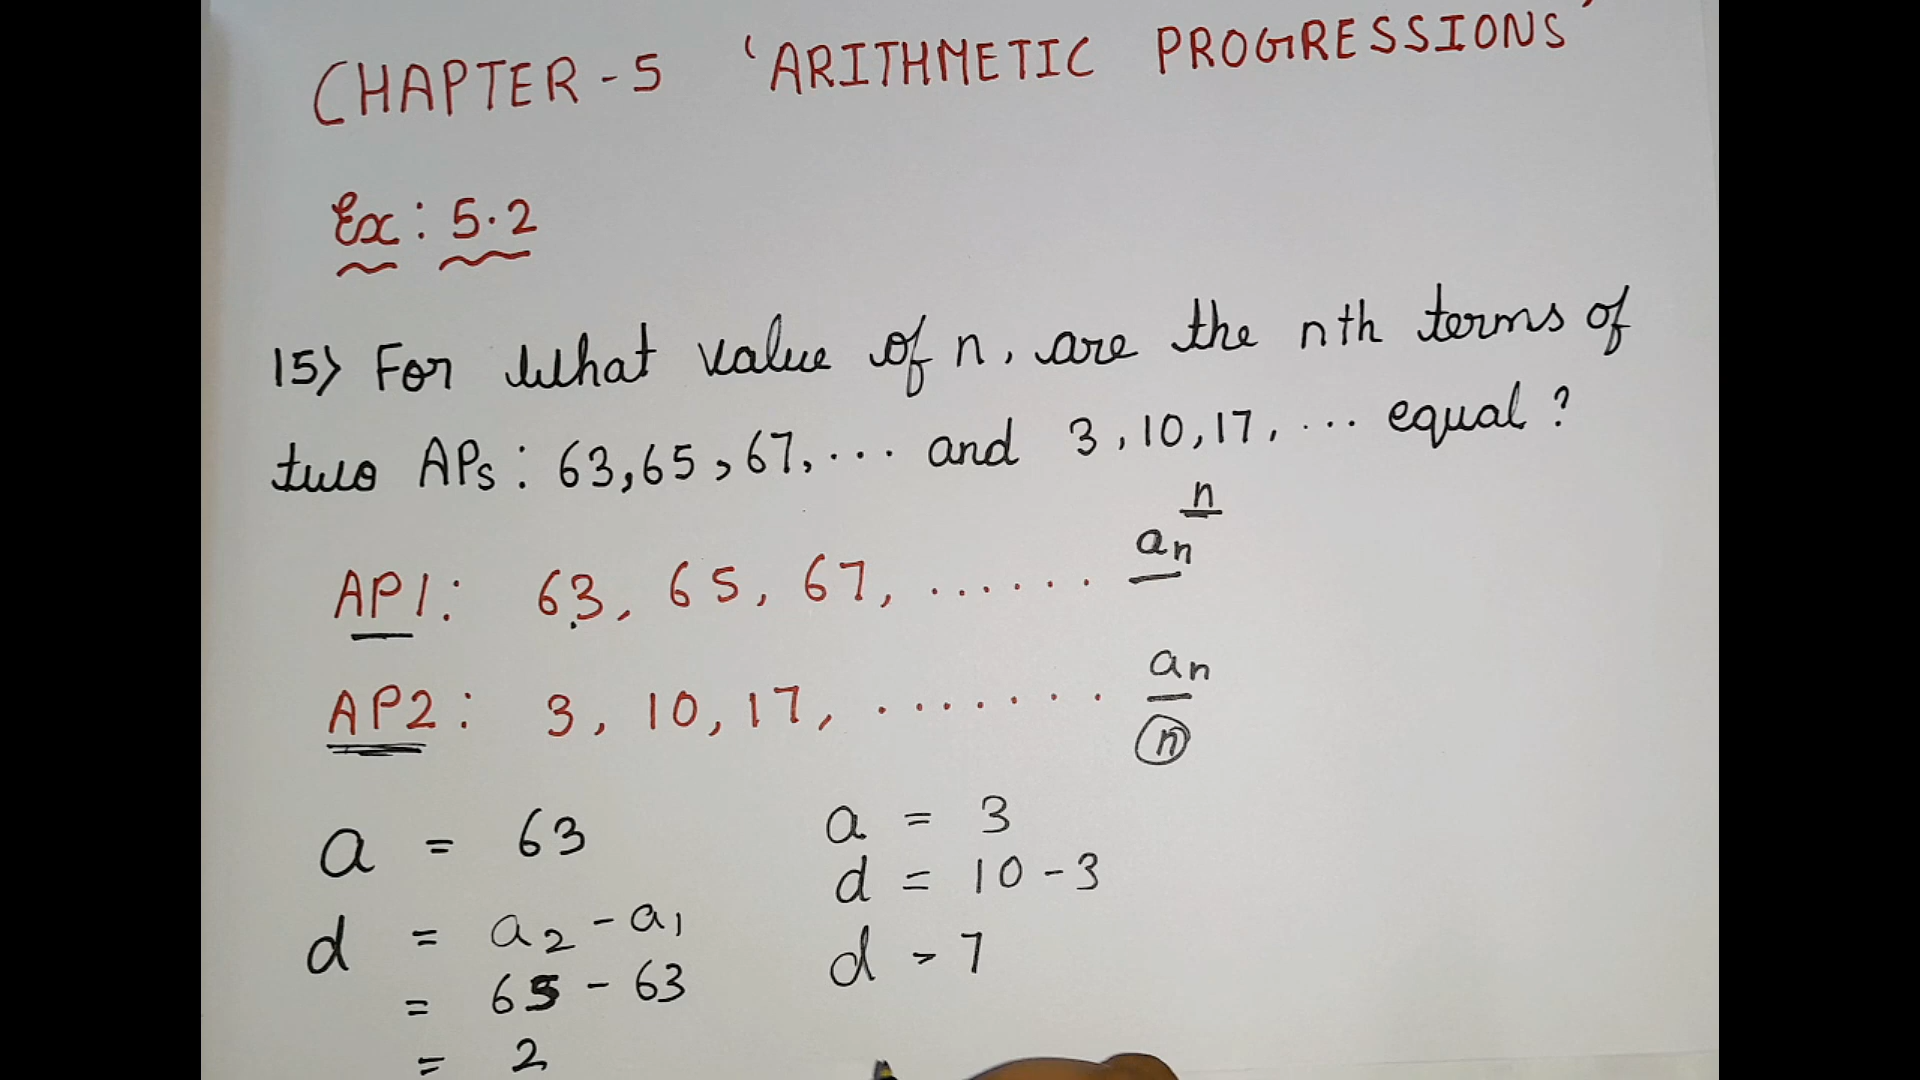 CHAPTER-5 'ARITHMETIC PROGRESSIONS'
Ex: 5.2
15) For what value of n, are the nth terms of
two APs: 63, 65, 67, ... and 3, 10, 17, ... equal?
n
AP1: 63, 65, 67, ...... an
AP2: 3, 10, 17, ....... an
n
a = 63
d = a2 - a1
= 65 - 63
= 2
a = 3
d = 10 - 3
d = 7